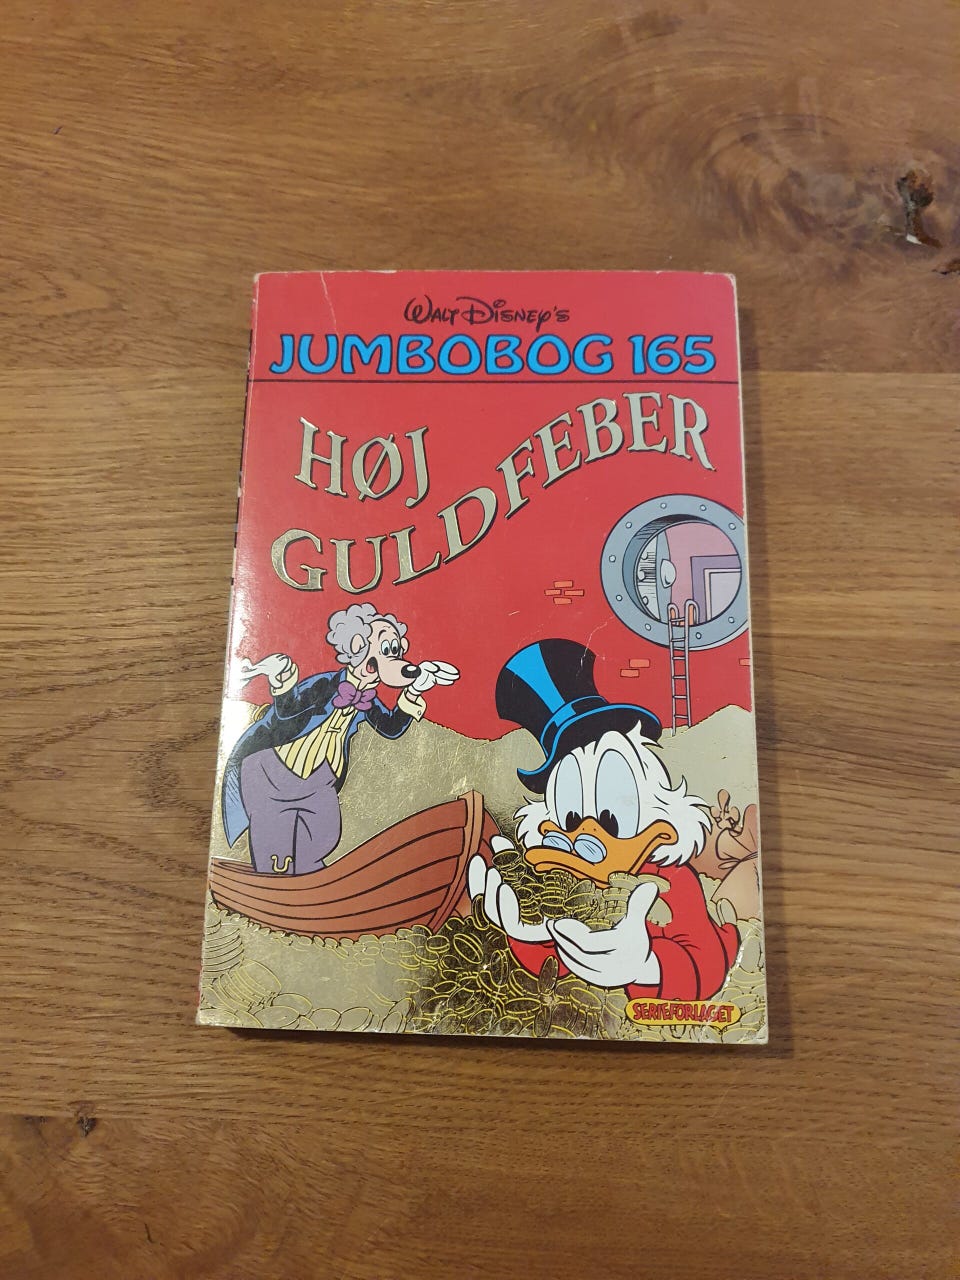 WALT DISNEY'S
JUMBOBOG 165
HØJ
GULDFEBER
SERIEFORLAGET